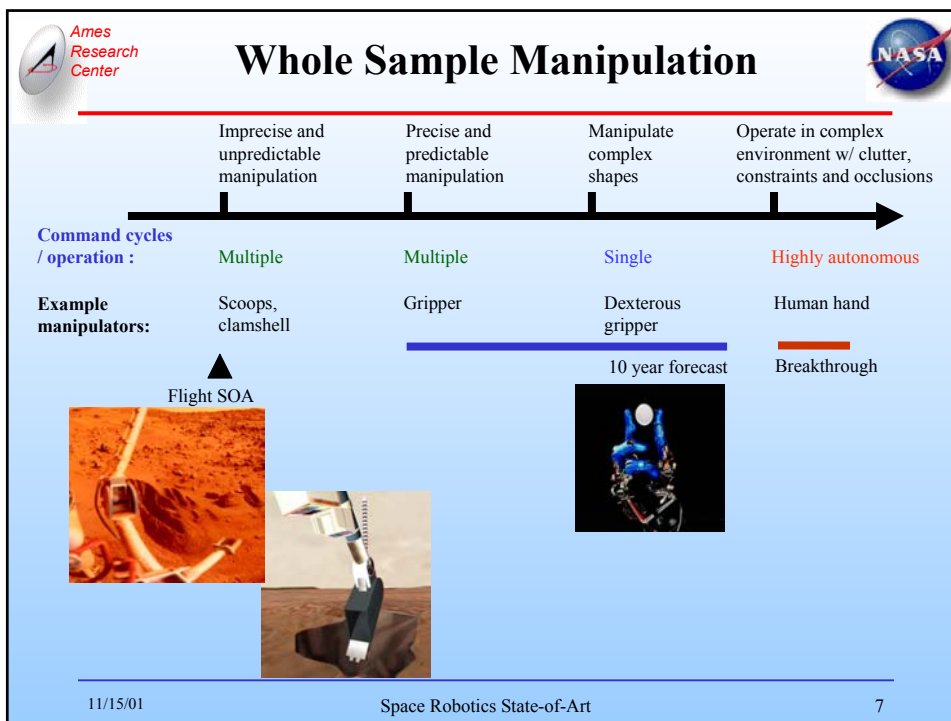 Ames
Research
Center
Whole Sample Manipulation
NASA
Imprecise and
unpredictable
manipulation
Precise and
predictable
manipulation
Manipulate
complex
shapes
Operate in complex
environment w/ clutter,
constraints and occlusions
Command cycles
/ operation :
Multiple
Multiple
Single
Highly autonomous
Example
manipulators:
Scoops,
clamshell
Gripper
Dexterous
gripper
Human hand
10 year forecast
Breakthrough
Flight SOA
11/15/01
Space Robotics State-of-Art
7